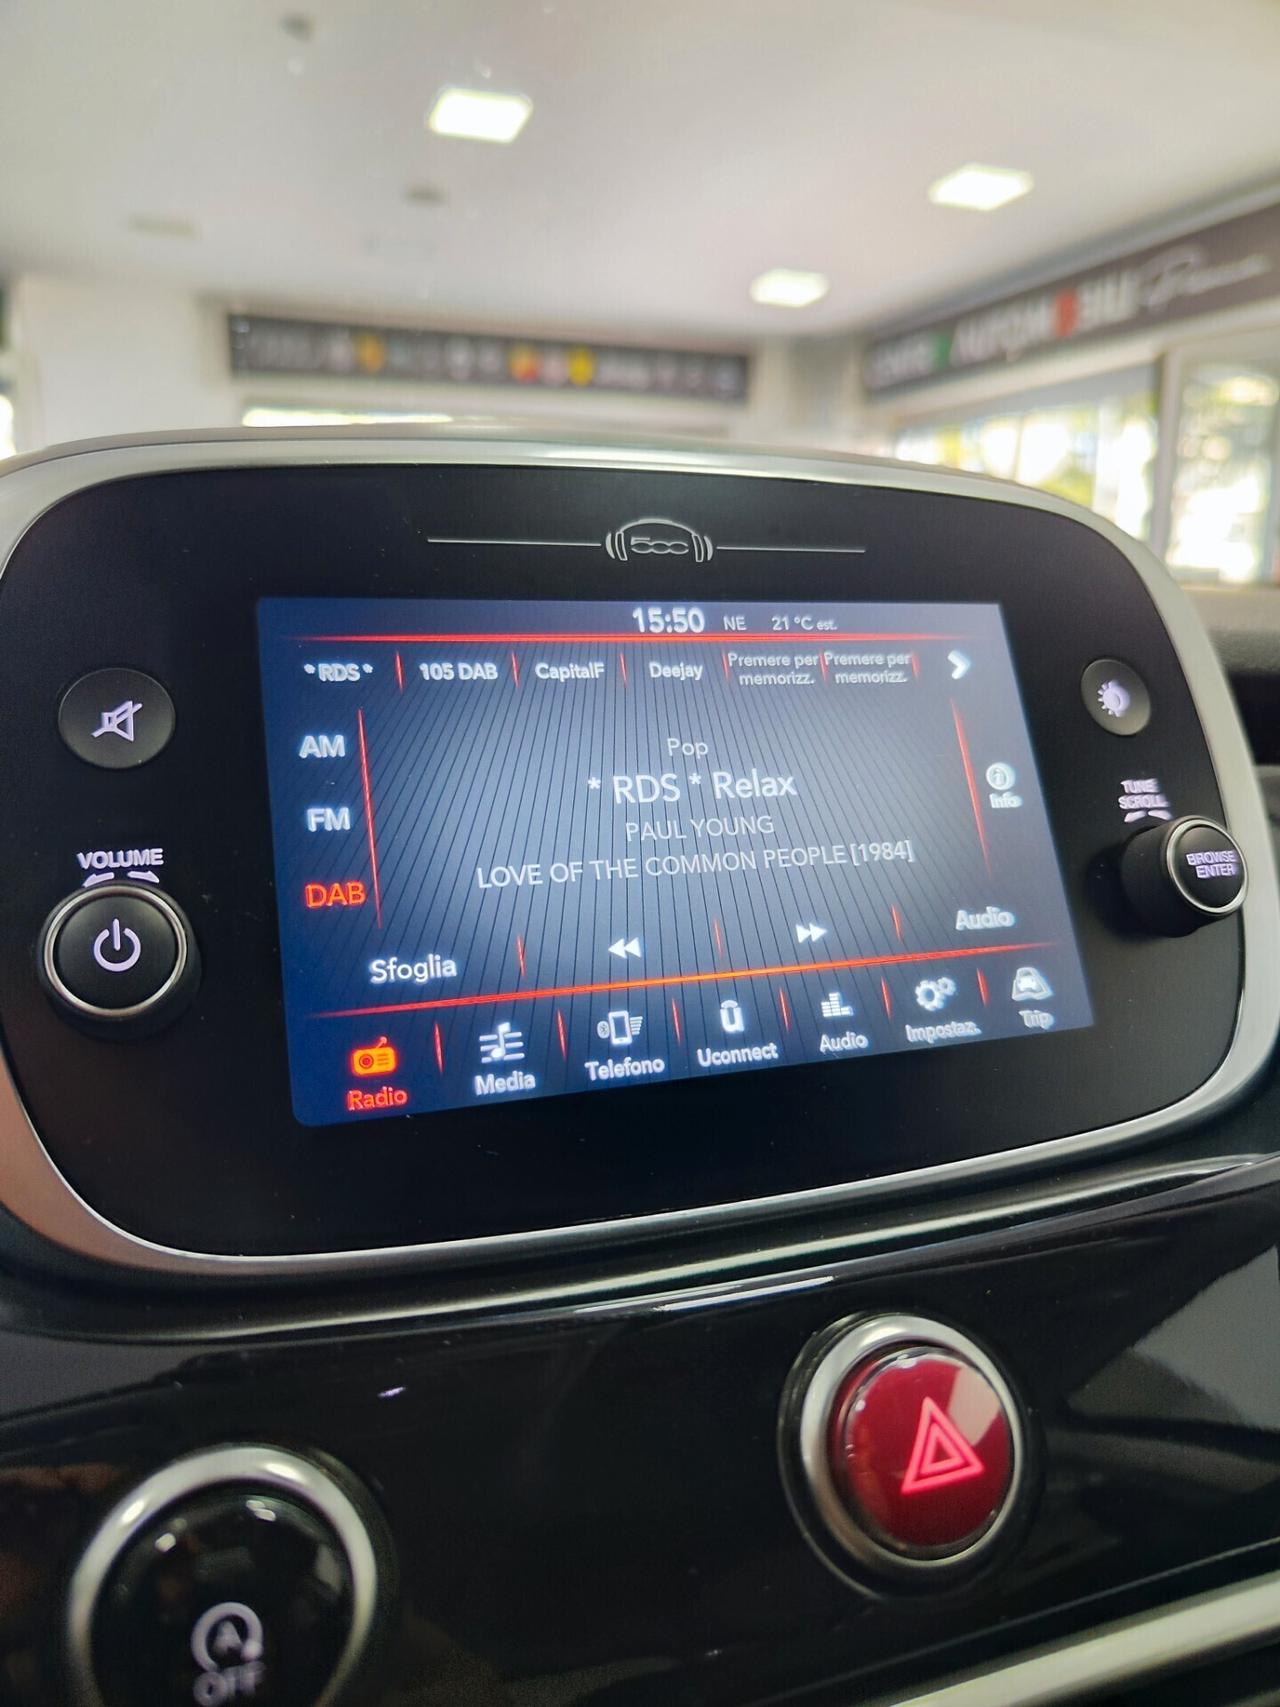 500
15:50 NE 21 °C est.
* RDS * 105 DAB CapitalF Deejay Premere per memorizz. Premere per memorizz.
AM
Pop
* RDS * Relax
Info
FM
PAUL YOUNG
LOVE OF THE COMMON PEOPLE [1984]
DAB
Sfoglia
Audio
Radio Media Telefono Uconnect Audio Impostaz. Trip
VOLUME
TUNE
SCROLL
BROWSE
ENTER
A
OFF